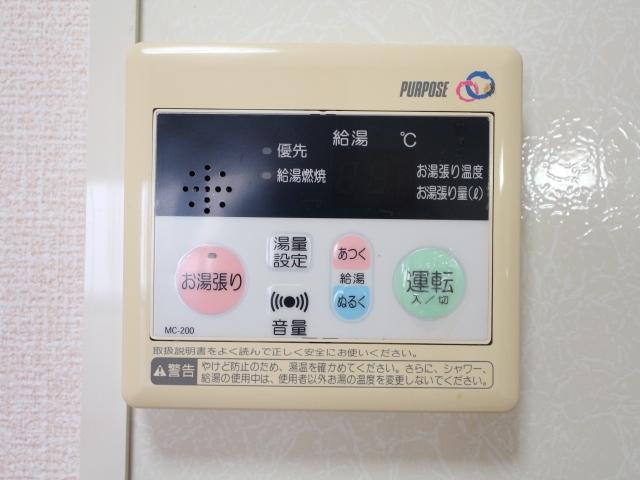 PURPOSE
給湯 ℃
優先
給湯燃焼
お湯張り温度
お湯張り量(ℓ)
お湯張り
湯量
設定
あつく
給湯
ぬるく
運転
入/切
音量
MC-200
取扱説明書をよく読んで正しく安全にお使いください。
警告
やけど防止のため、湯温を確かめてください。さらに、シャワー、
給湯の使用中は、使用者以外お湯の温度を変更しないでください。